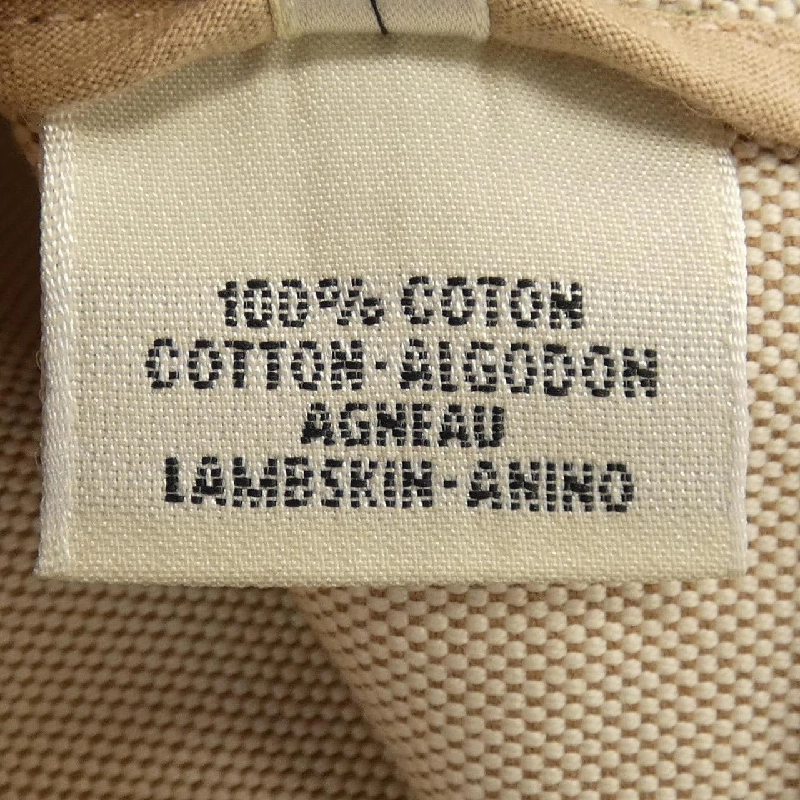 100% COTON
COTTON-ALGODON
AGNEAU
LAMBSKIN-ANINO